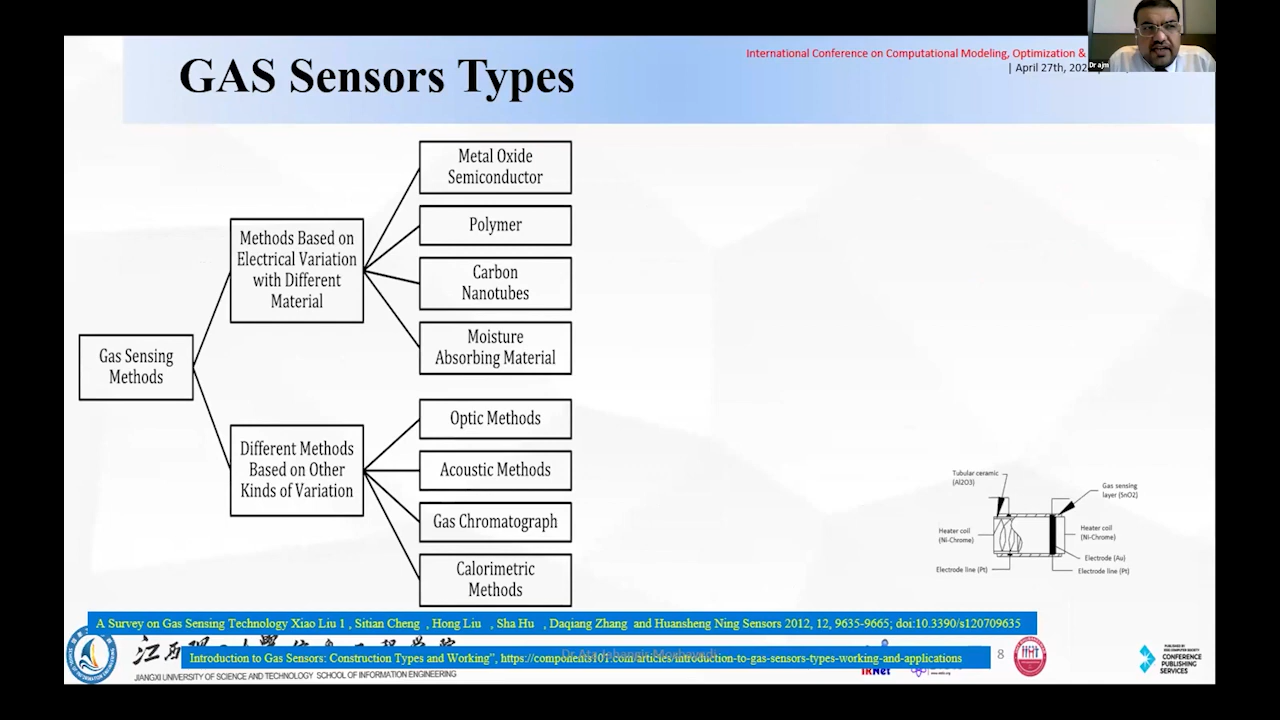 International Conference on Computational Modeling, Optimization &
| April 27th, 202
Dr ajm
GAS Sensors Types
Metal Oxide
Semiconductor
Polymer
Carbon
Nanotubes
Moisture
Absorbing Material
Methods Based on
Electrical Variation
with Different
Material
Gas Sensing
Methods
Different Methods
Based on Other
Kinds of Variation
Optic Methods
Acoustic Methods
Gas Chromatograph
Calorimetric
Methods
Tubular ceramic
(Al2O3)
Gas sensing
layer (SnO2)
Heater coil
(Ni-Chrome)
Heater coil
(Ni-Chrome)
Electrode (Au)
Electrode line (Pt)
Electrode line (Pt)
A Survey on Gas Sensing Technology Xiao Liu 1 , Sitian Cheng , Hong Liu , Sha Hu , Daqiang Zhang and Huansheng Ning Sensors 2012, 12, 9635-9665; doi:10.3390/s120709635
Introduction to Gas Sensors: Construction Types and Working”, https://components101.com/articles/introduction-to-gas-sensors-types-working-and-applications
JIANGXI UNIVERSITY OF SCIENCE AND TECHNOLOGY SCHOOL OF INFORMATION ENGINEERING
IRNet
8
CONFERENCE
PUBLISHING
SERVICES